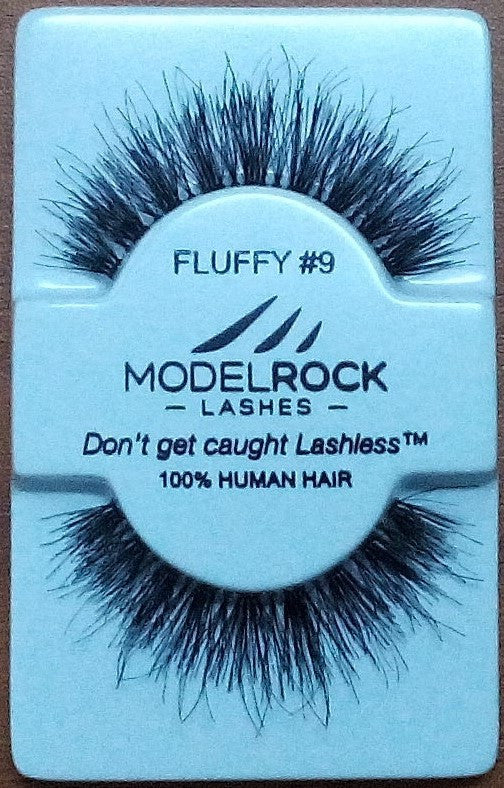 FLUFFY #9
MODELROCK
– LASHES –
Don't get caught Lashless™
100% HUMAN HAIR